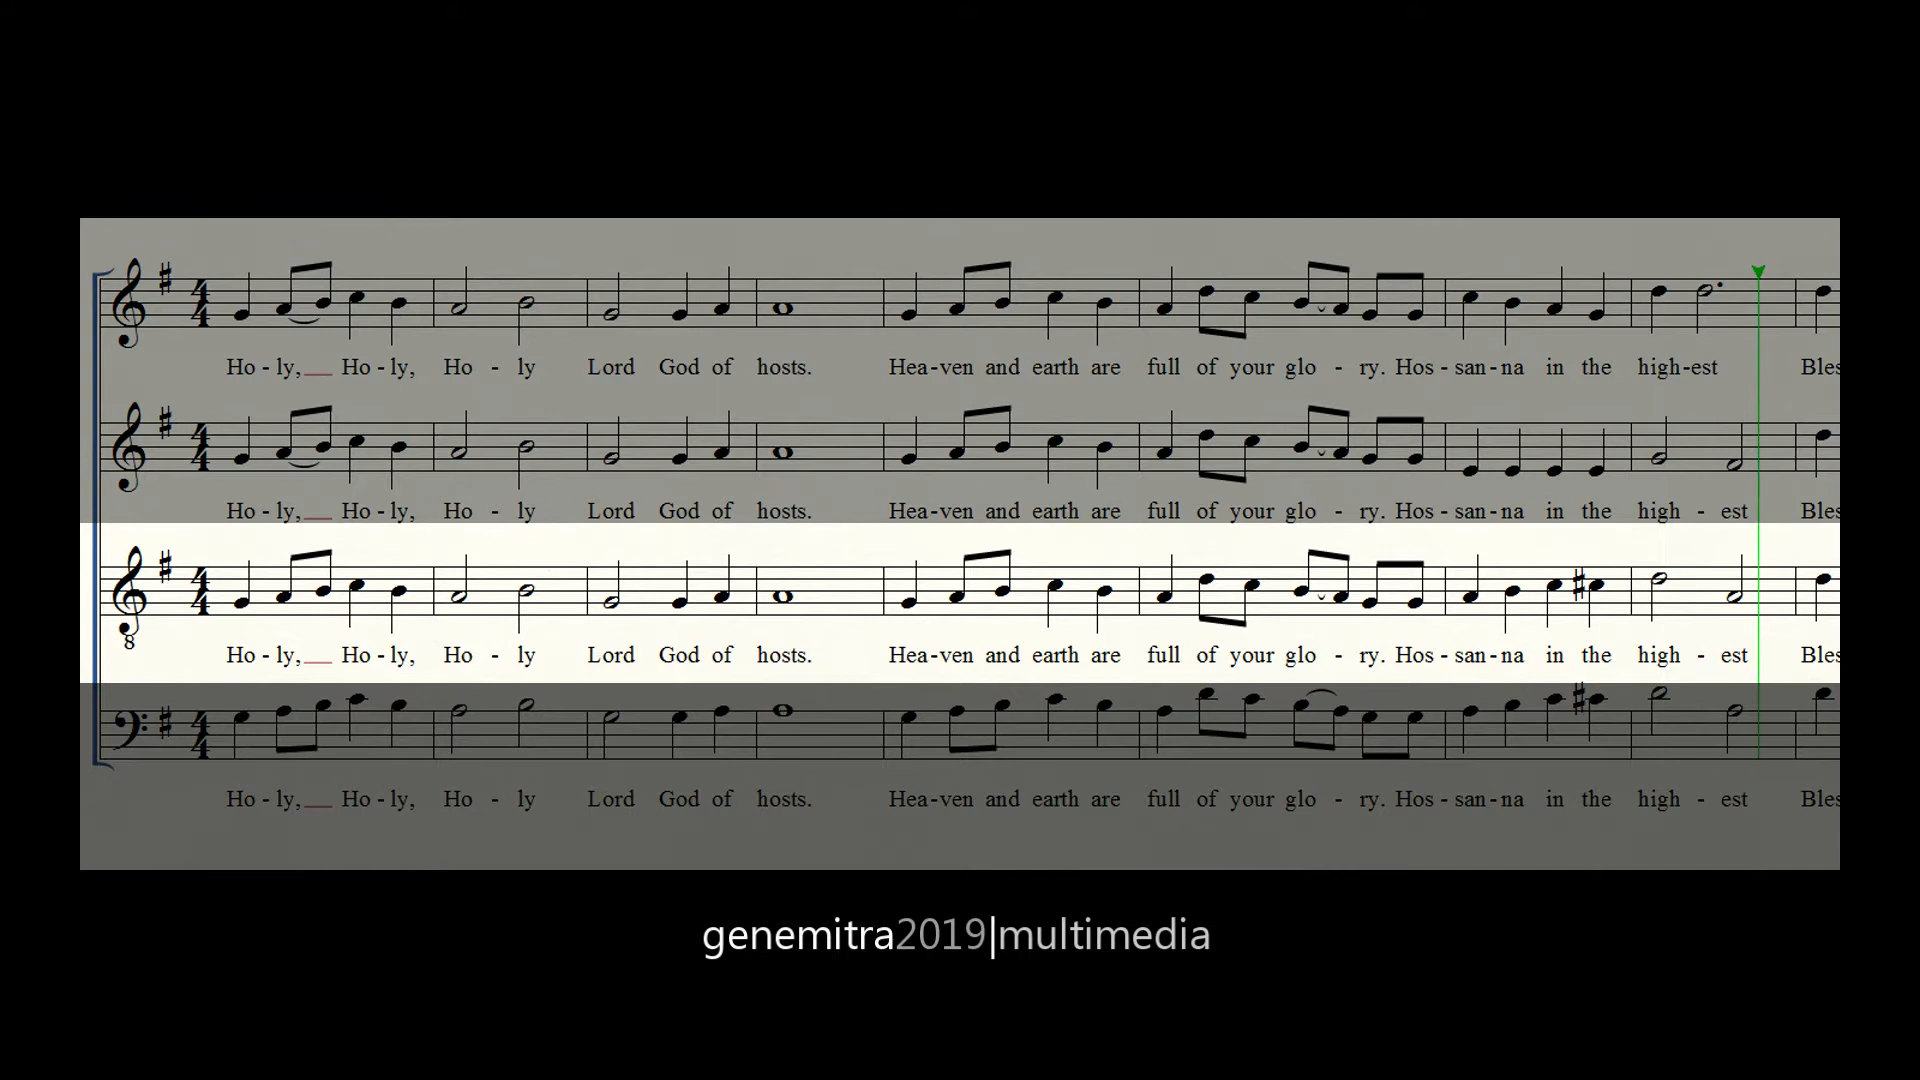 Ho - ly, Ho - ly, Ho - ly Lord God of hosts. Hea-ven and earth are full of your glo - ry. Hos - san-na in the high-est Bles
Ho - ly, Ho - ly, Ho - ly Lord God of hosts. Hea-ven and earth are full of your glo - ry. Hos - san-na in the high - est Bles
8
Ho - ly, Ho - ly, Ho - ly Lord God of hosts. Hea-ven and earth are full of your glo - ry. Hos - san-na in the high - est Bles
Ho - ly, Ho - ly, Ho - ly Lord God of hosts. Hea-ven and earth are full of your glo - ry. Hos - san-na in the high - est Bles
genemitra2019|multimedia